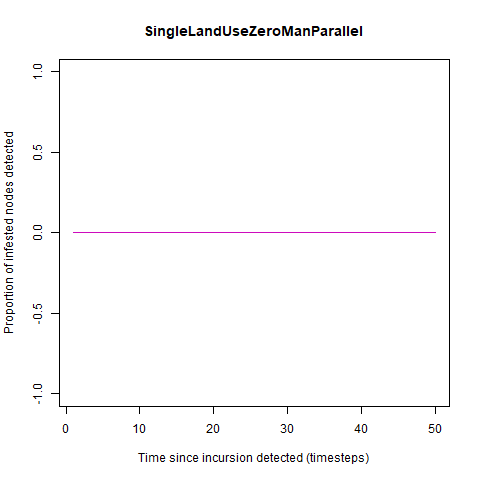 SingleLandUseZeroManParallel
Proportion of infested nodes detected
1.0
0.5
0.0
-0.5
-1.0
0 10 20 30 40 50
Time since incursion detected (timesteps)